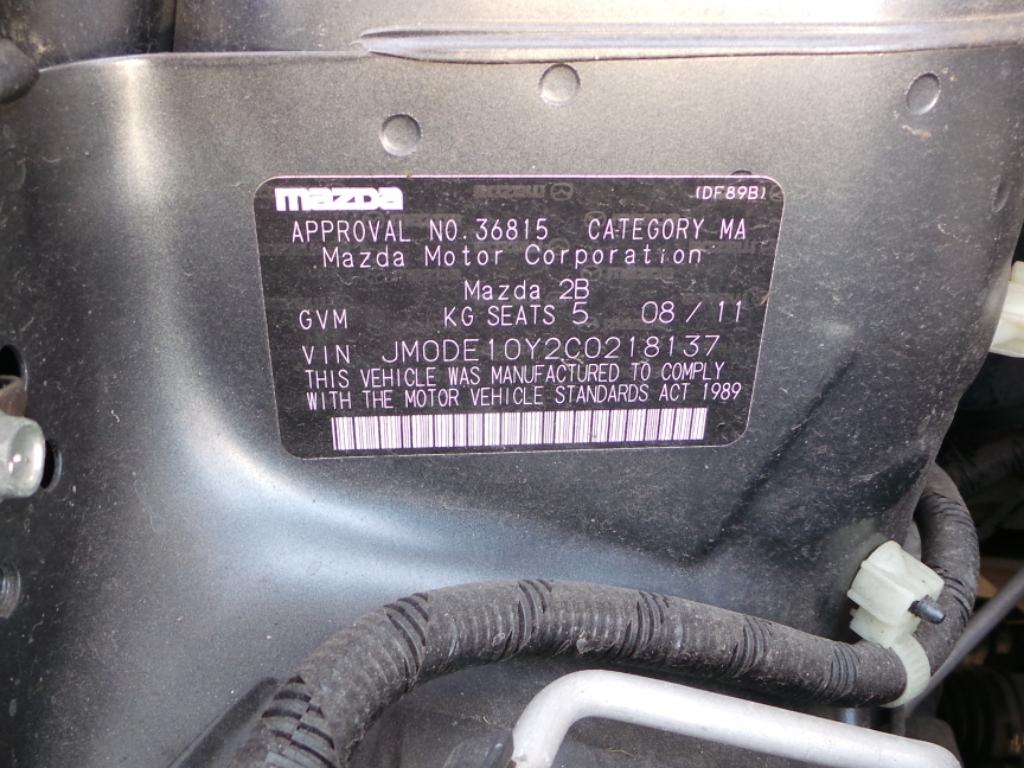 mazda (DF89B)
APPROVAL NO. 36815 CATEGORY MA
Mazda Motor Corporation
Mazda 2B
GVM KG SEATS 5 08 / 11
VIN JM0DE10Y2C0218137
THIS VEHICLE WAS MANUFACTURED TO COMPLY
WITH THE MOTOR VEHICLE STANDARDS ACT 1989